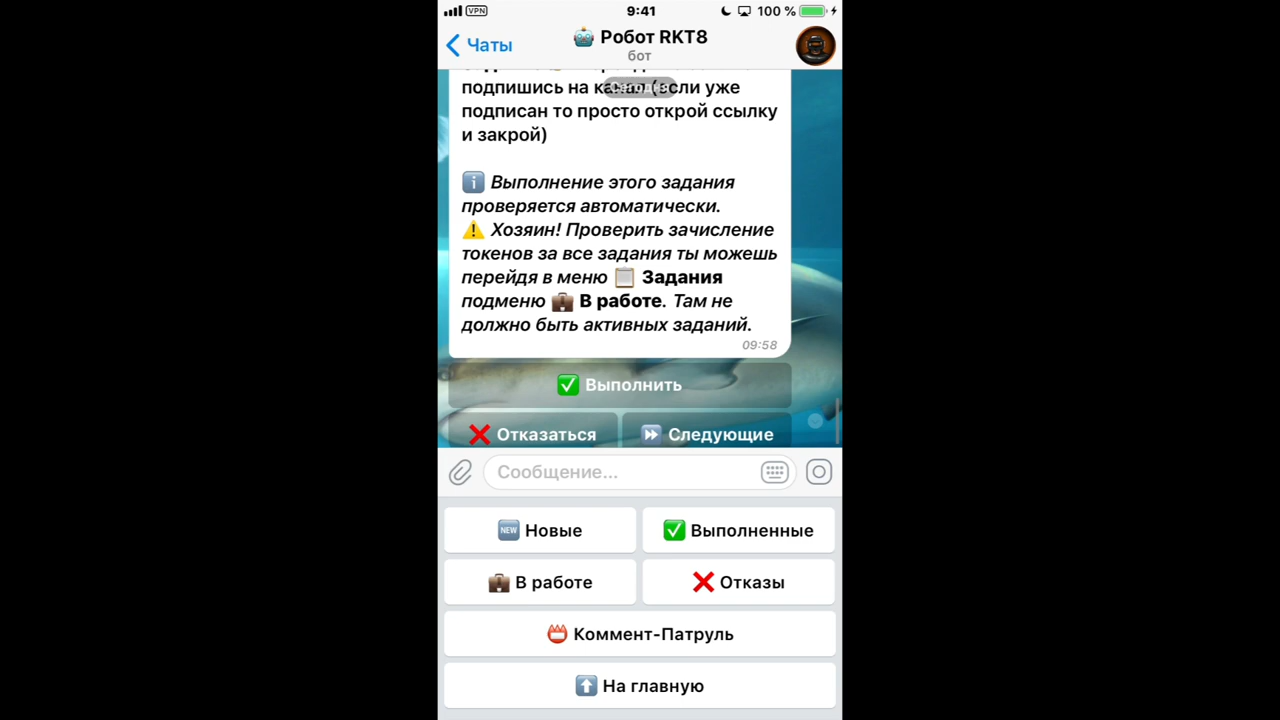 VPN
9:41
100 %
Чаты
Робот RKT8
бот
подпишись на канал (если уже
подписан то просто открой ссылку
и закрой)
Выполнение этого задания
проверяется автоматически.
Хозяин! Проверить зачисление
токенов за все задания ты можешь
перейдя в меню 📋 Задания
подменю 💼 В работе. Там не
должно быть активных заданий.
09:58
Выполнить
Отказаться
Следующие
Сообщение...
NEW Новые
Выполненные
В работе
Отказы
Коммент-Патруль
На главную